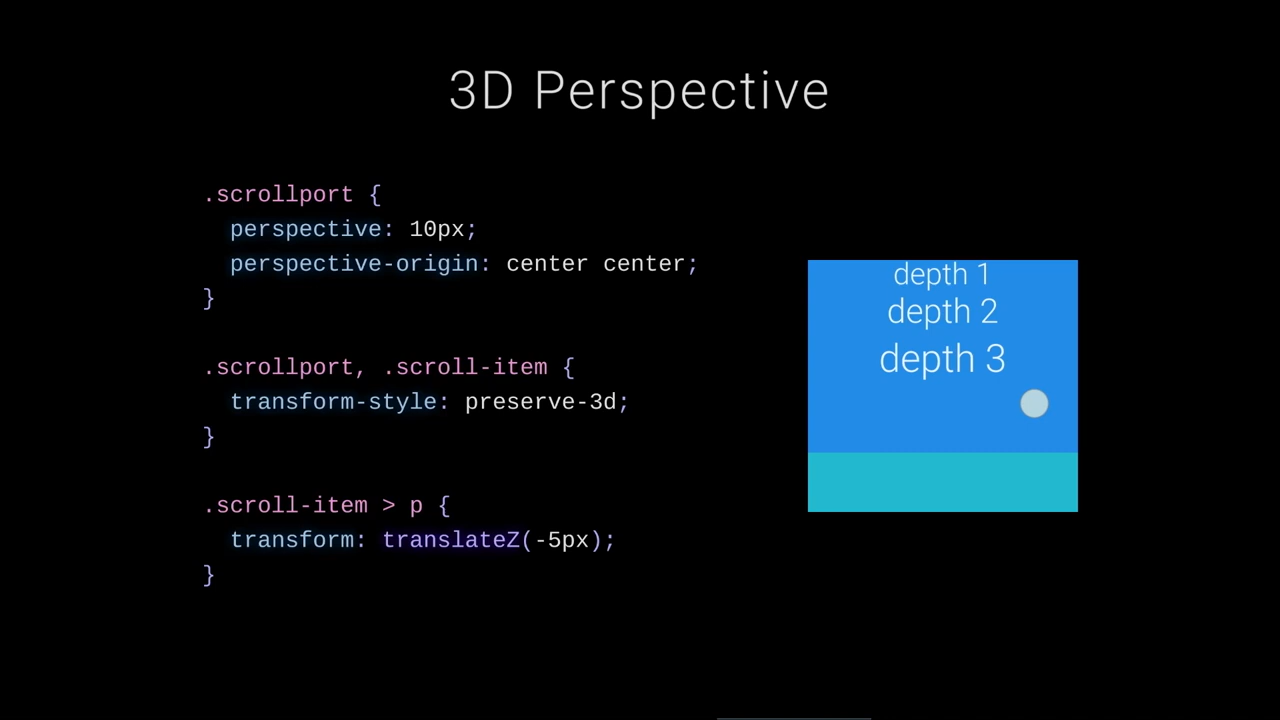 3D Perspective
.scrollport {
perspective: 10px;
perspective-origin: center center;
}
.scrollport, .scroll-item {
transform-style: preserve-3d;
}
.scroll-item > p {
transform: translateZ(-5px);
}
depth 1
depth 2
depth 3